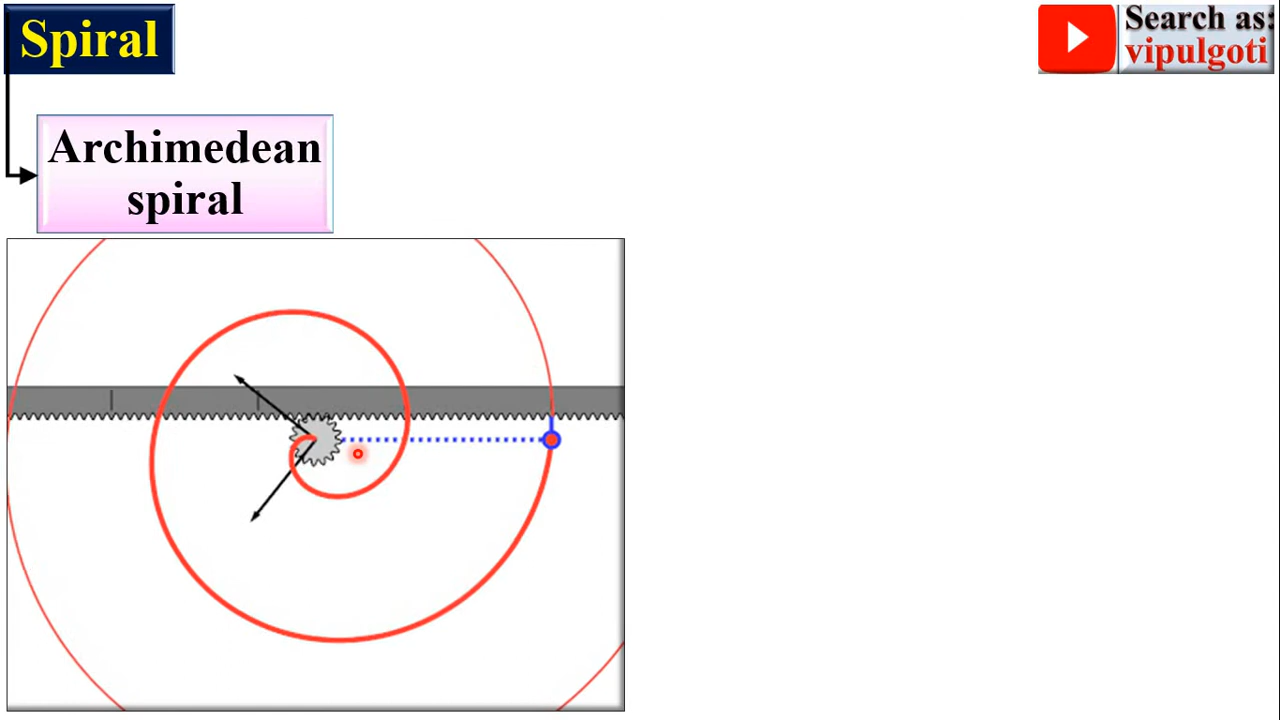 Spiral
Search as:
vipulgoti
Archimedean
spiral